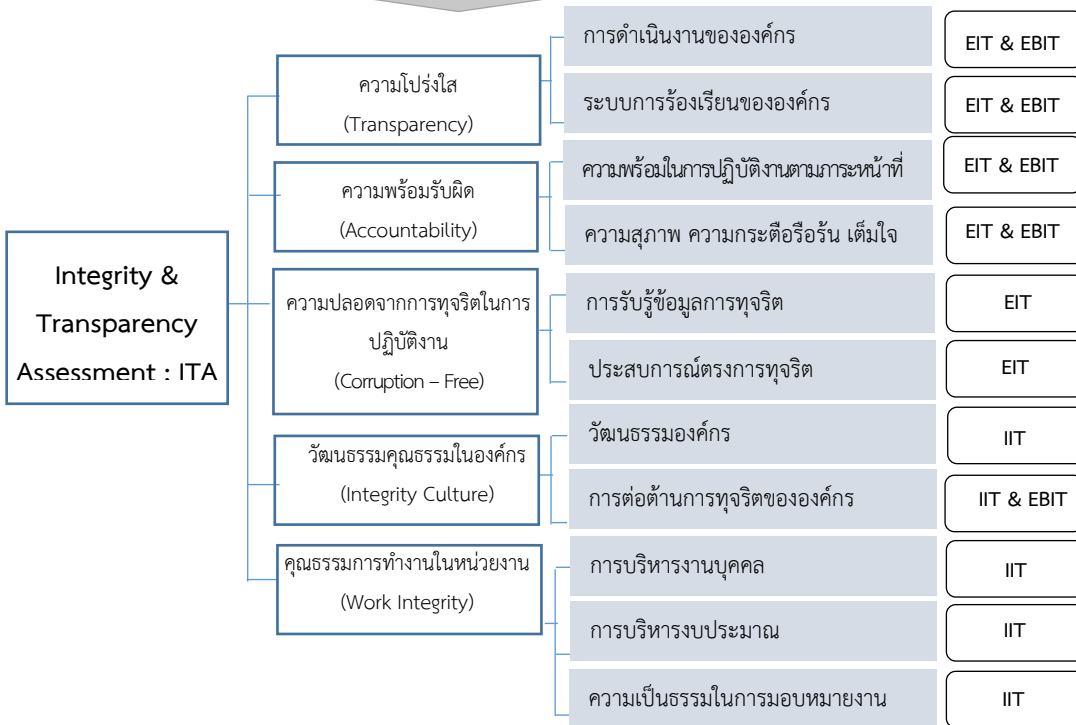 Integrity &
Transparency
Assessment : ITA
ความโปร่งใส
(Transparency)
การดำเนินงานขององค์กร
EIT & EBIT
ระบบการร้องเรียนขององค์กร
EIT & EBIT
ความพร้อมรับผิด
(Accountability)
ความพร้อมในการปฏิบัติงานตามภาระหน้าที่
EIT & EBIT
ความสุภาพ ความกระตือรือร้น เต็มใจ
EIT & EBIT
ความปลอดจากการทุจริตในการ
ปฏิบัติงาน
(Corruption – Free)
การรับรู้ข้อมูลการทุจริต
EIT
ประสบการณ์ตรงการทุจริต
EIT
วัฒนธรรมคุณธรรมในองค์กร
(Integrity Culture)
วัฒนธรรมองค์กร
IIT
การต่อต้านการทุจริตขององค์กร
IIT & EBIT
คุณธรรมการทำงานในหน่วยงาน
(Work Integrity)
การบริหารงานบุคคล
IIT
การบริหารงบประมาณ
IIT
ความเป็นธรรมในการมอบหมายงาน
IIT